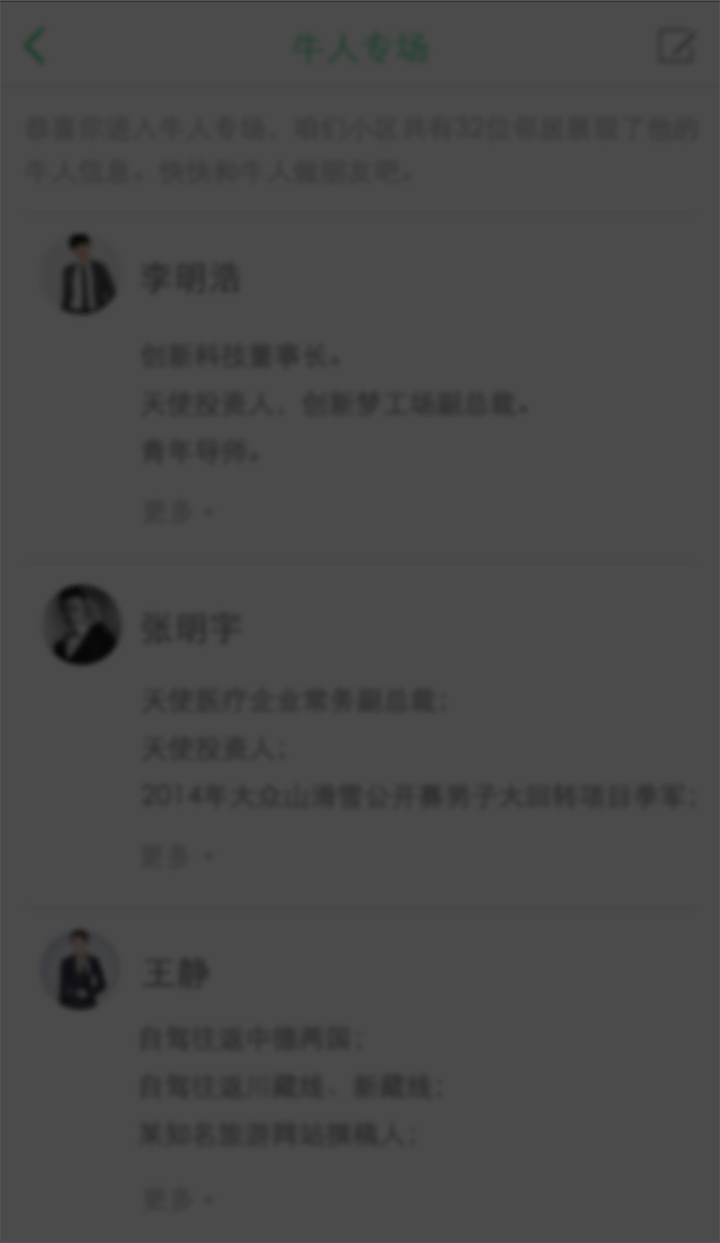 牛人专场
恭喜你进入牛人专场，咱们小区共有32位邻居展现了他的
牛人信息。快快和牛人做朋友吧。
李明浩
创新科技董事长。
天使投资人，创新梦工场副总裁。
青年导师。
更多
张明宇
天使医疗企业常务副总裁；
天使投资人；
2014年大众山滑雪公开赛男子大回转项目季军；
更多
王静
自驾往返中德两国；
自驾往返川藏线、新藏线；
某知名旅游网站撰稿人；
更多